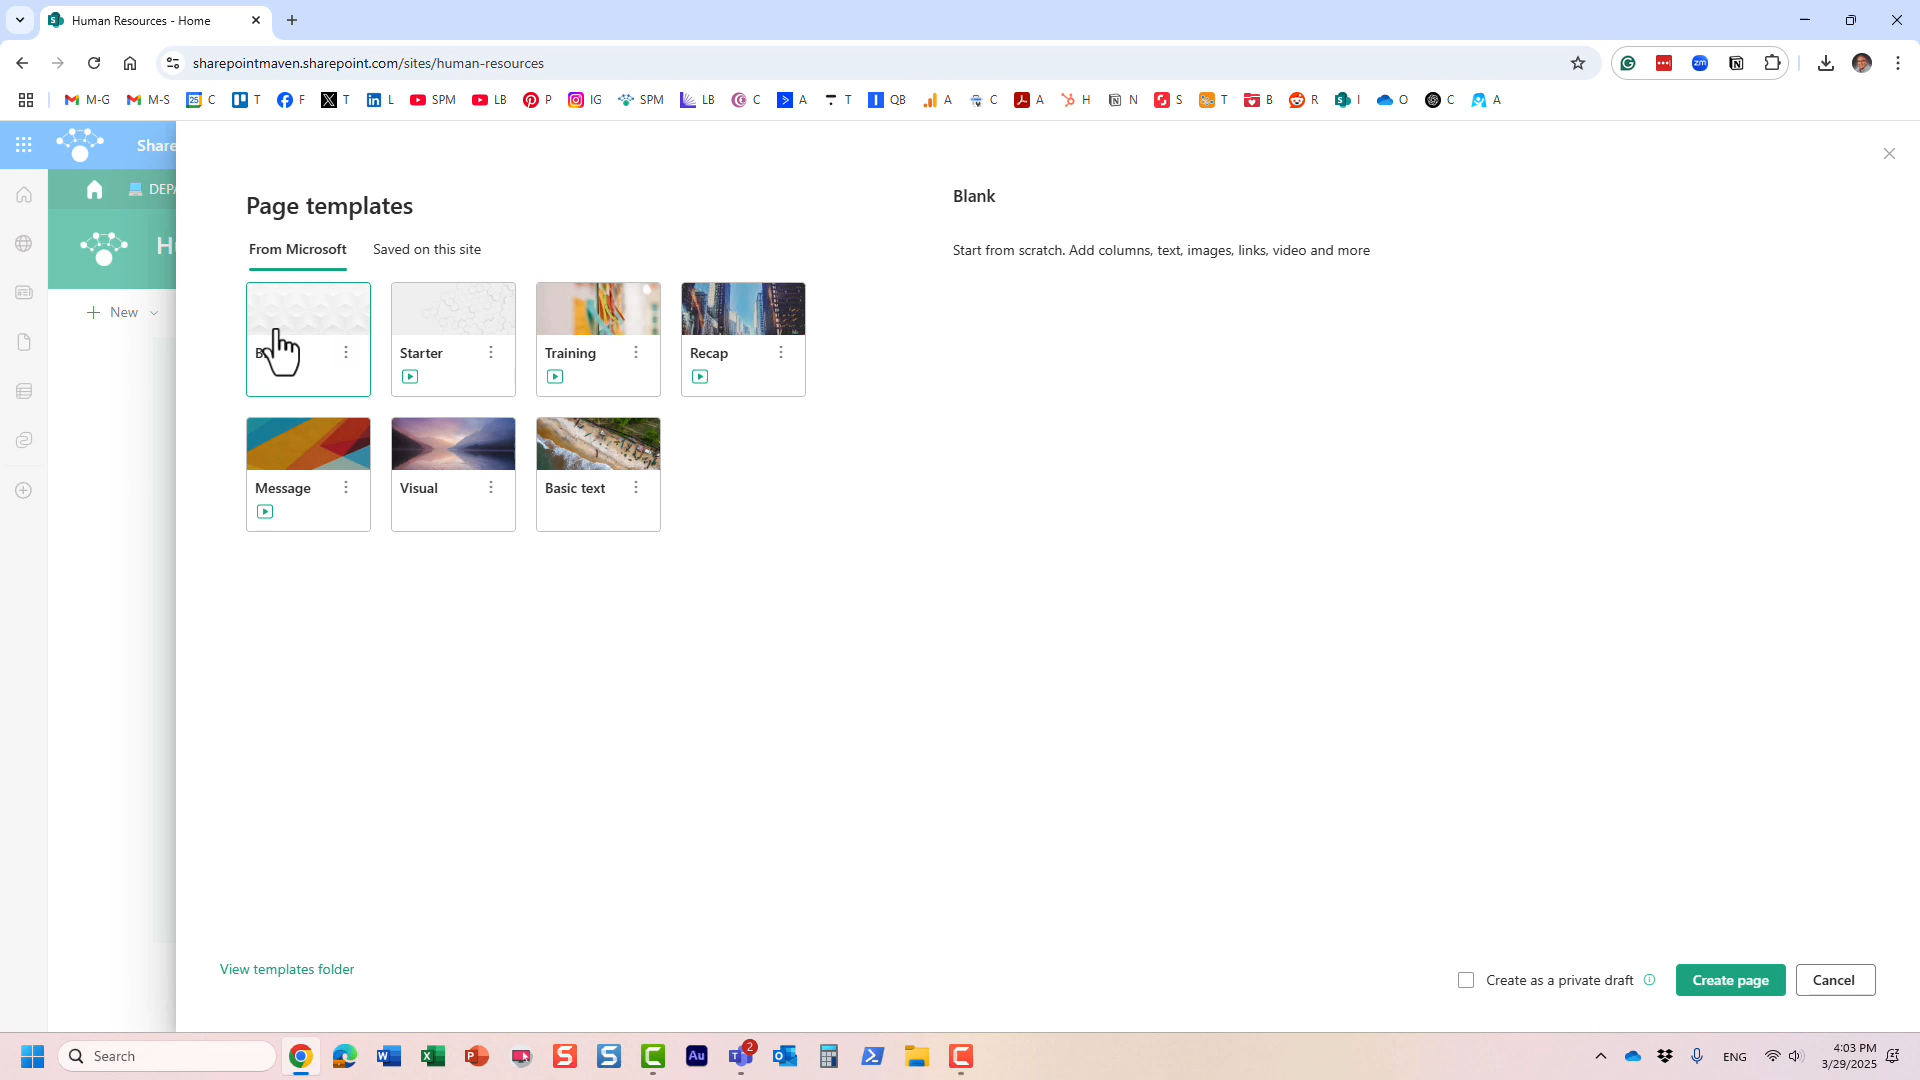 Human Resources - Home
sharepointmaven.sharepoint.com/sites/human-resources
M-G M-S 25 C T F T L SPM LB P IG SPM LB C A T QB A C A H N S T B R I O C A
Share
DEPA
Page templates
Blank
From Microsoft Saved on this site
Start from scratch. Add columns, text, images, links, video and more
New
Starter Training Recap
Message Visual Basic text
View templates folder
Create as a private draft Create page Cancel
Search
2
ENG
4:03 PM
3/29/2025